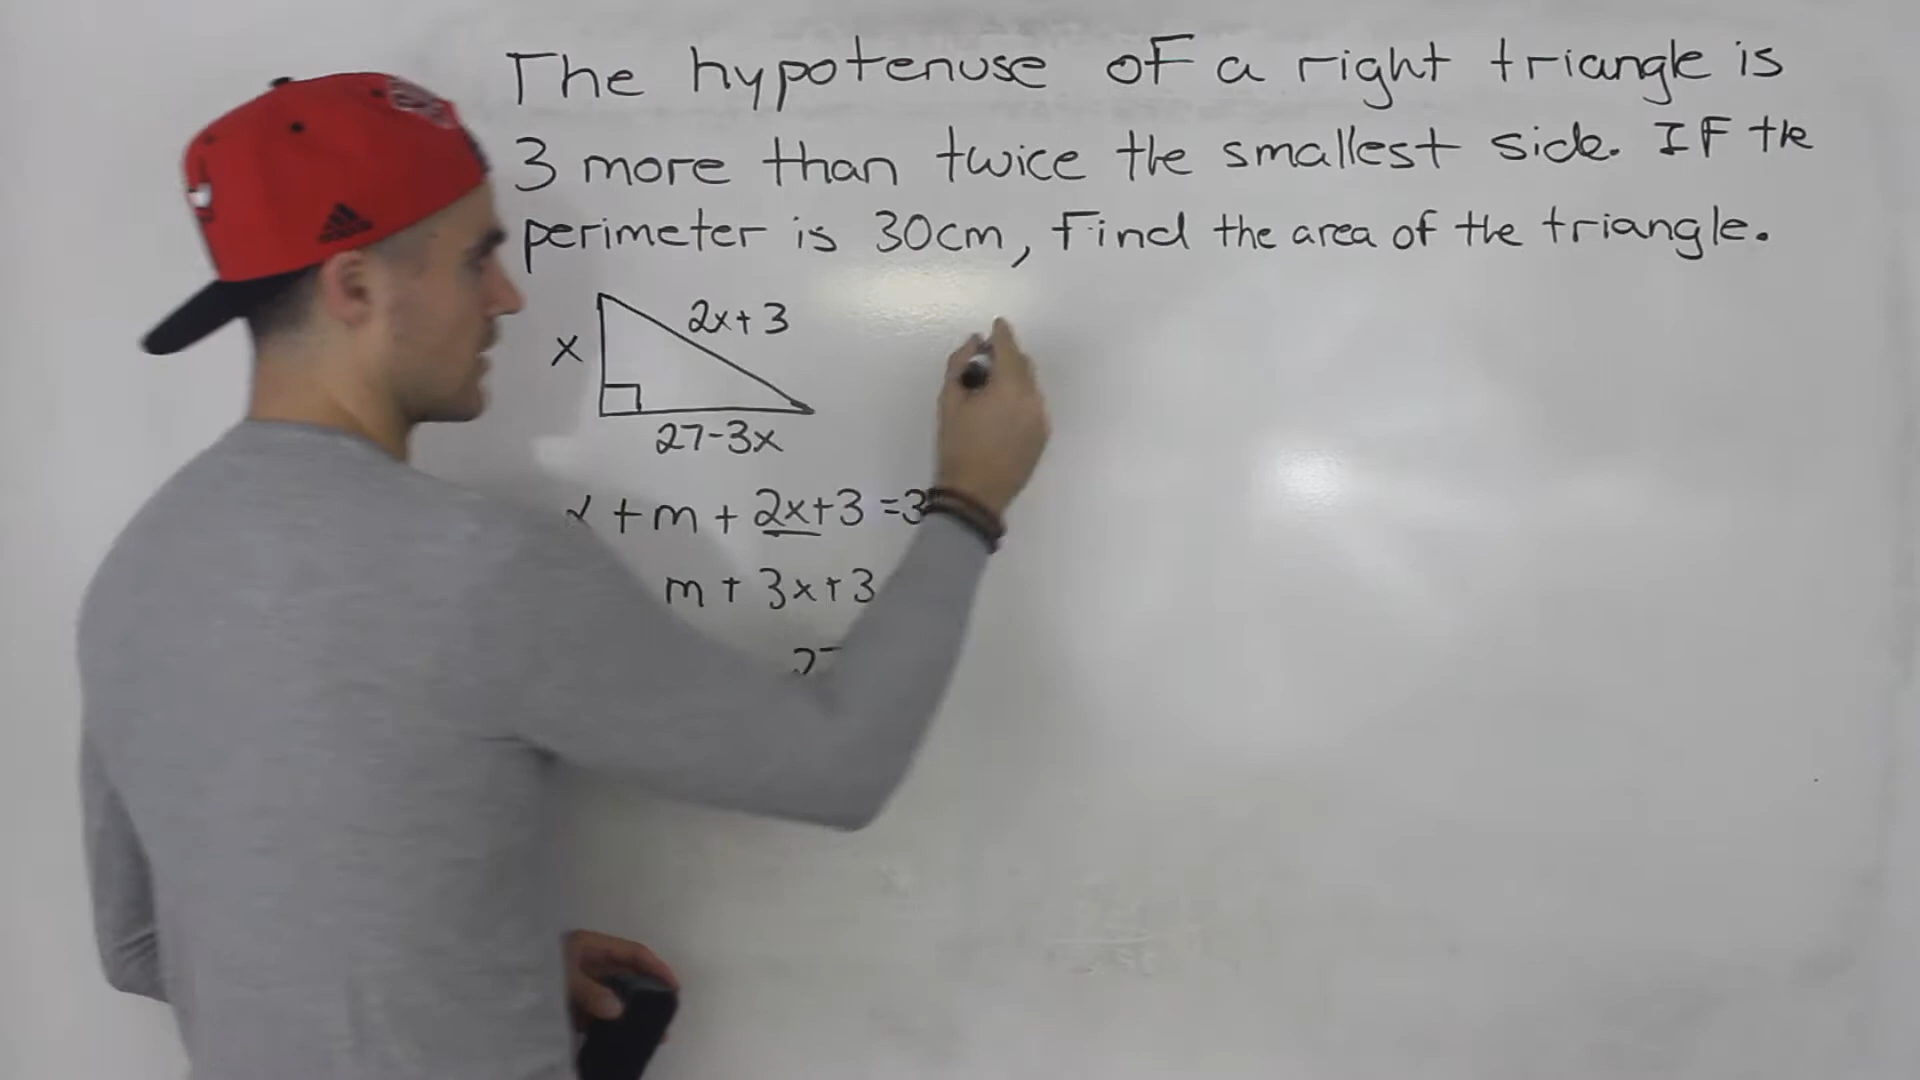 The hypotenuse of a right triangle is
3 more than twice the smallest side. If the
perimeter is 30cm, Find the area of the triangle.
2x+3
x
27-3x
+ m + 2x+3 = 3
m + 3x+3
27